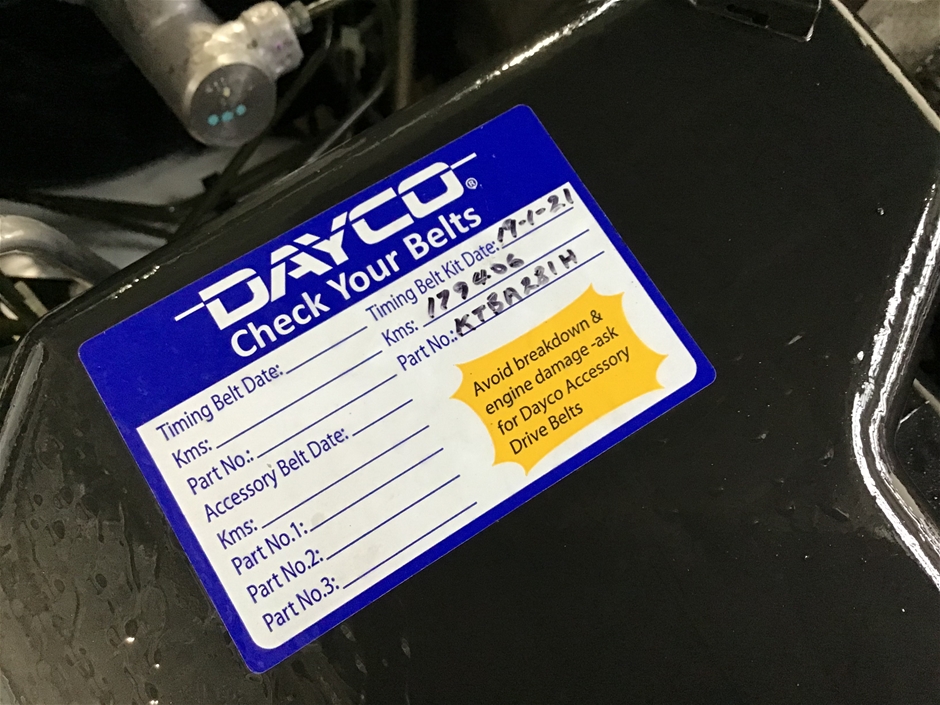 DAYCO®
Check Your Belts
Timing Belt Date:
Kms:
Part No.:
Accessory Belt Date:
Kms:
Part No.1:
Part No.2:
Part No.3:
Timing Belt Kit Date: 19-1-21
Kms: 179406
Part No.: KTBA281H
Avoid breakdown &
engine damage -ask
for Dayco Accessory
Drive Belts